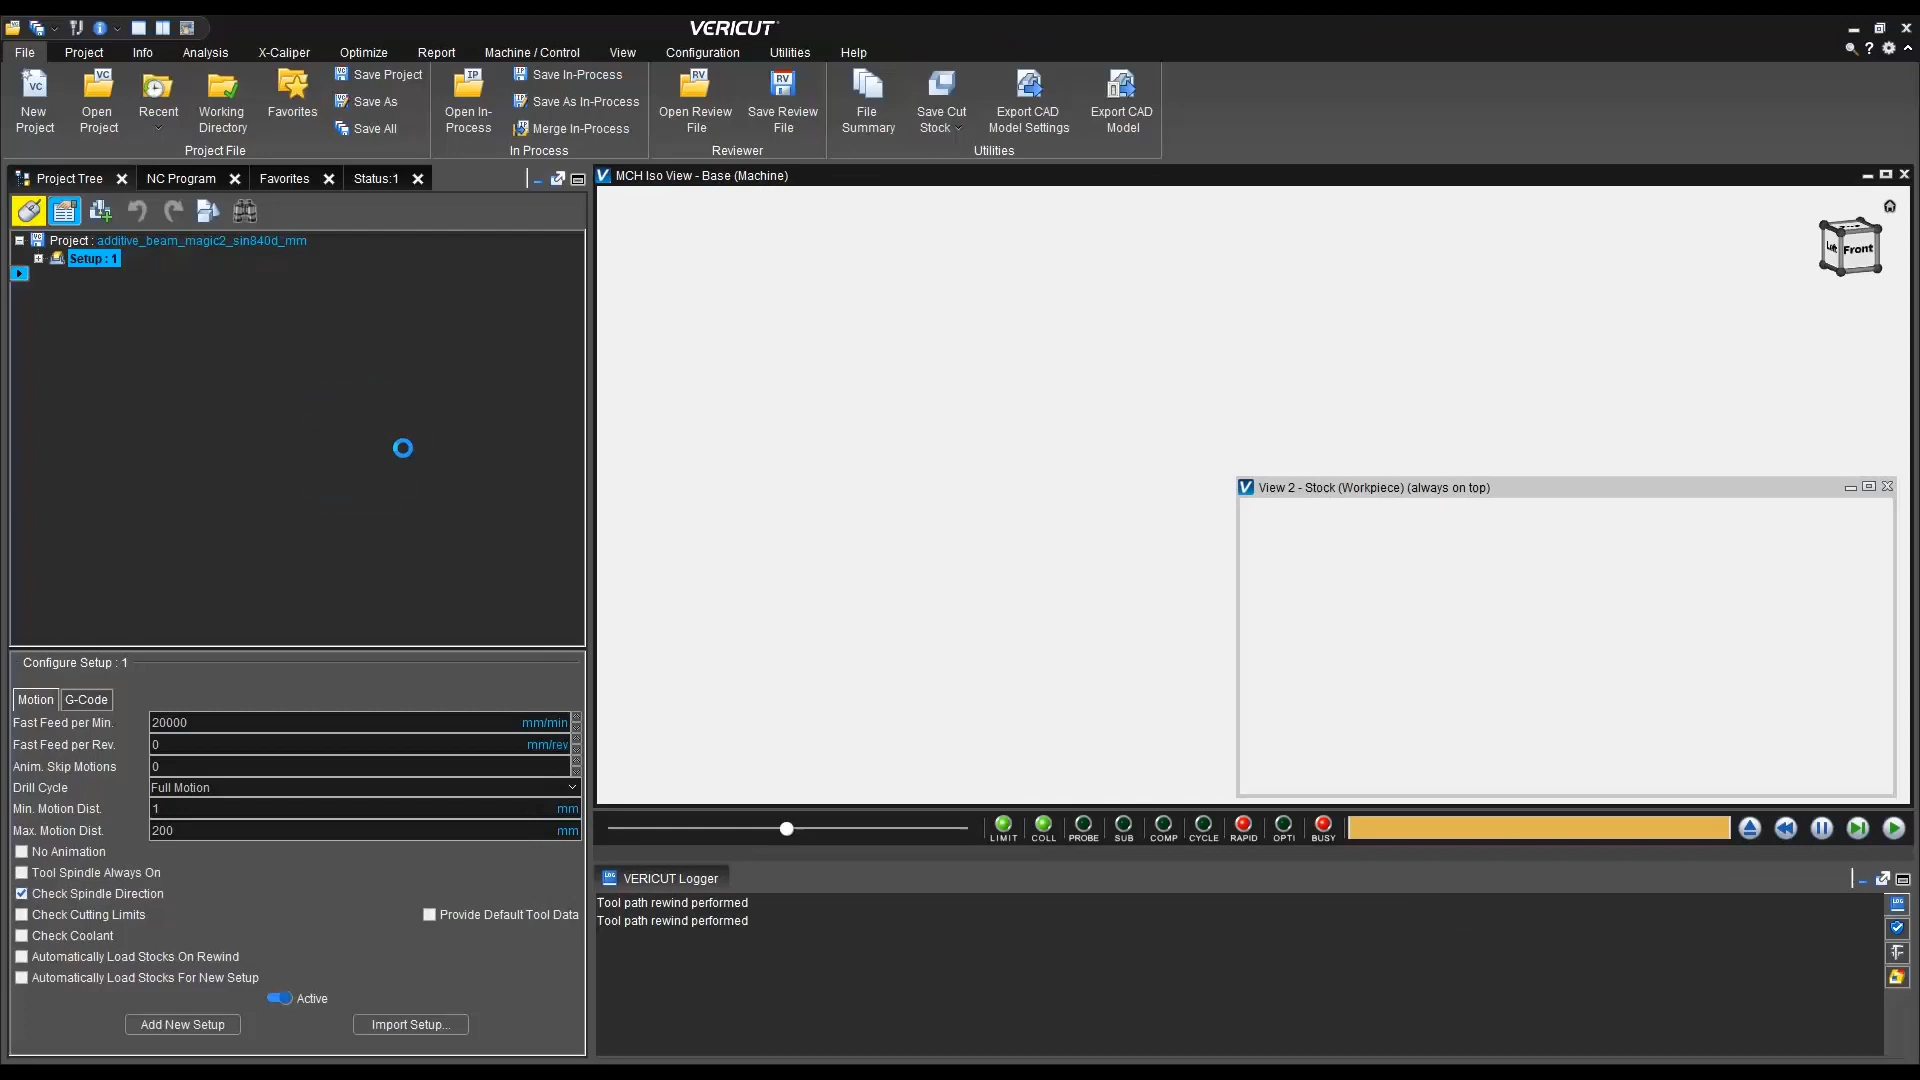 VERICUT
File Project Info Analysis X-Caliper Optimize Report Machine / Control View Configuration Utilities Help
New Project
Open Project
Recent
Working Directory
Favorites
Save Project
Save As
Save All
Project File
Open In-Process
Save In-Process
Save As In-Process
Merge In-Process
In Process
Open Review File
Save Review File
Reviewer
File Summary
Save Cut Stock
Export CAD Model Settings
Export CAD Model
Utilities
Project Tree NC Program Favorites Status:1
Project : additive_beam_magic2_sin840d_mm
Setup : 1
Configure Setup : 1
Motion G-Code
Fast Feed per Min. 20000 mm/min
Fast Feed per Rev. 0 mm/rev
Anim. Skip Motions 0
Drill Cycle Full Motion
Min. Motion Dist. 1 mm
Max. Motion Dist. 200 mm
No Animation
Tool Spindle Always On
Check Spindle Direction
Check Cutting Limits Provide Default Tool Data
Check Coolant
Automatically Load Stocks On Rewind
Automatically Load Stocks For New Setup
Active
Add New Setup Import Setup...
MCH Iso View - Base (Machine)
Left Front
View 2 - Stock (Workpiece) (always on top)
LIMIT COLL PROBE SUB COMP CYCLE RAPID OPTI BUSY
VERICUT Logger
Tool path rewind performed
Tool path rewind performed